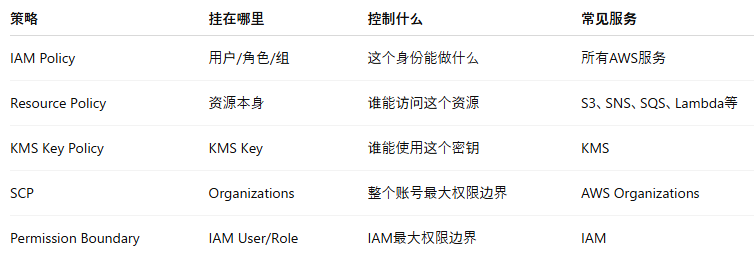 策略 挂在哪里 控制什么 常见服务
IAM Policy 用户/角色/组 这个身份能做什么 所有AWS服务
Resource Policy 资源本身 谁能访问这个资源 S3、SNS、SQS、Lambda等
KMS Key Policy KMS Key 谁能使用这个密钥 KMS
SCP Organizations 整个账号最大权限边界 AWS Organizations
Permission Boundary IAM User/Role IAM最大权限边界 IAM